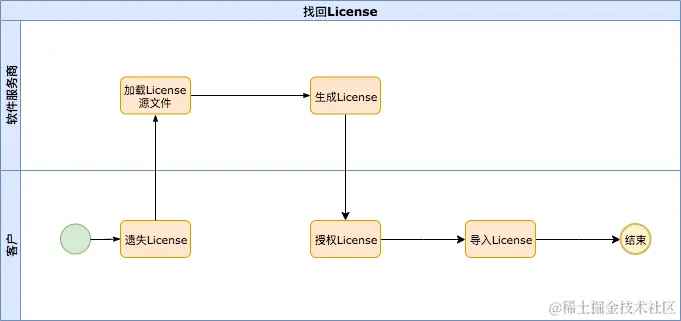 找回License
软件服务商
加载License
源文件
生成License
客户
遗失License
授权License
导入License
结束
@稀土掘金技术社区